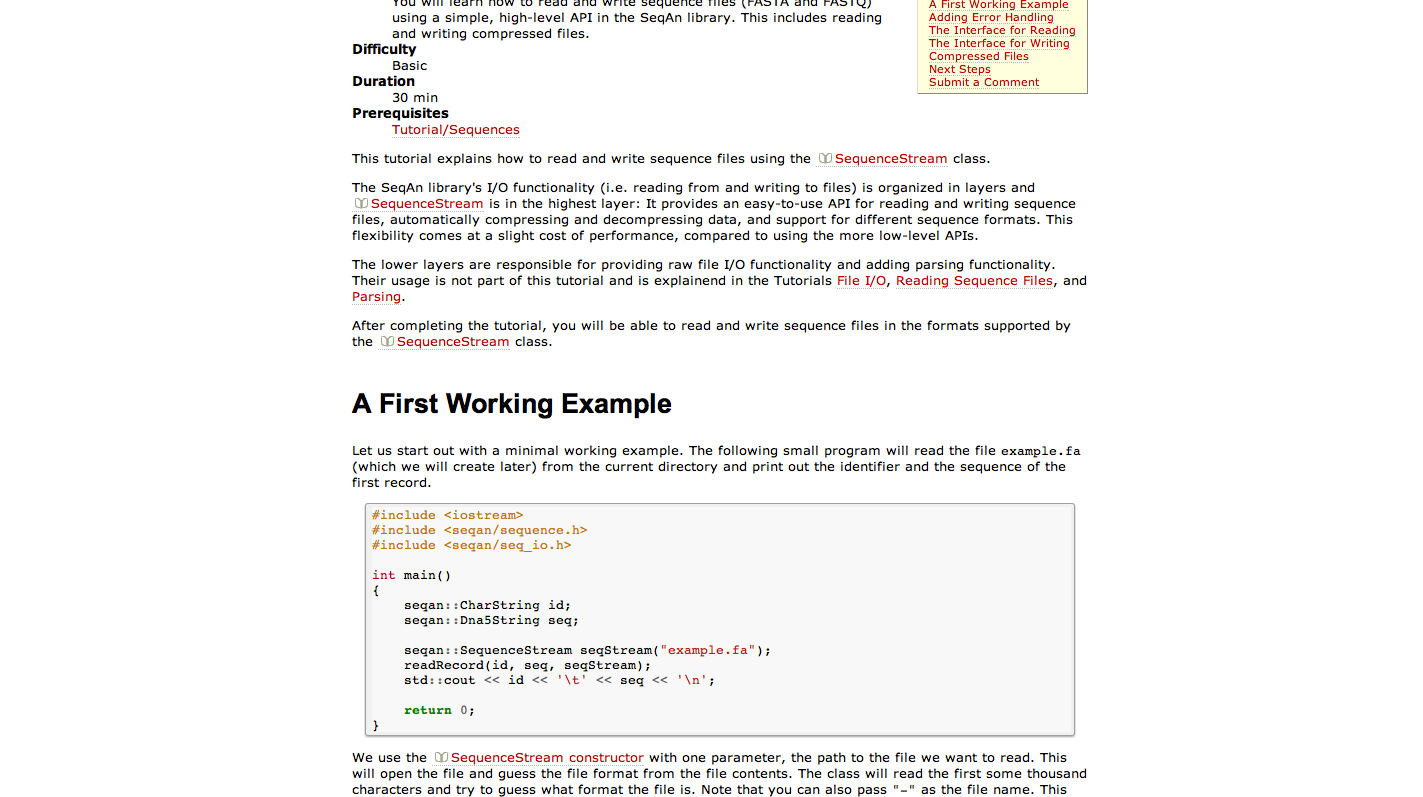 You will learn how to read and write sequence files (FASTA and FASTQ)
using a simple, high-level API in the SeqAn library. This includes reading
and writing compressed files.
Difficulty
Basic
Duration
30 min
Prerequisites
Tutorial/Sequences
A First Working Example
Adding Error Handling
The Interface for Reading
The Interface for Writing
Compressed Files
Next Steps
Submit a Comment
This tutorial explains how to read and write sequence files using the SequenceStream class.
The SeqAn library's I/O functionality (i.e. reading from and writing to files) is organized in layers and
SequenceStream is in the highest layer: It provides an easy-to-use API for reading and writing sequence
files, automatically compressing and decompressing data, and support for different sequence formats. This
flexibility comes at a slight cost of performance, compared to using the more low-level APIs.
The lower layers are responsible for providing raw file I/O functionality and adding parsing functionality.
Their usage is not part of this tutorial and is explainend in the Tutorials File I/O, Reading Sequence Files, and
Parsing.
After completing the tutorial, you will be able to read and write sequence files in the formats supported by
the SequenceStream class.
A First Working Example
Let us start out with a minimal working example. The following small program will read the file example.fa
(which we will create later) from the current directory and print out the identifier and the sequence of the
first record.
#include <iostream>
#include <seqan/sequence.h>
#include <seqan/seq_io.h>
int main()
{
    seqan::CharString id;
    seqan::Dna5String seq;
    seqan::SequenceStream seqStream("example.fa");
    readRecord(id, seq, seqStream);
    std::cout << id << '\t' << seq << '\n';
    return 0;
}
We use the SequenceStream constructor with one parameter, the path to the file we want to read. This
will open the file and guess the file format from the file contents. The class will read the first some thousand
characters and try to guess what format the file is. Note that you can also pass "-" as the file name. This